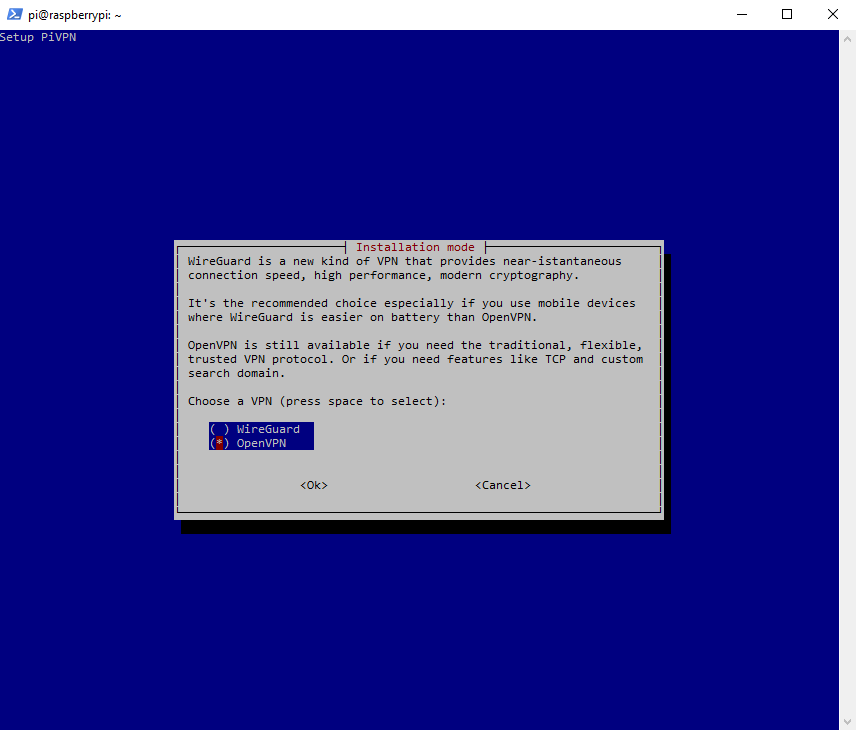 pi@raspberrypi: ~
Setup PiVPN
Installation mode
WireGuard is a new kind of VPN that provides near-istantaneous
connection speed, high performance, modern cryptography.
It's the recommended choice especially if you use mobile devices
where WireGuard is easier on battery than OpenVPN.
OpenVPN is still available if you need the traditional, flexible,
trusted VPN protocol. Or if you need features like TCP and custom
search domain.
Choose a VPN (press space to select):
( ) WireGuard
(*) OpenVPN
<Ok> <Cancel>